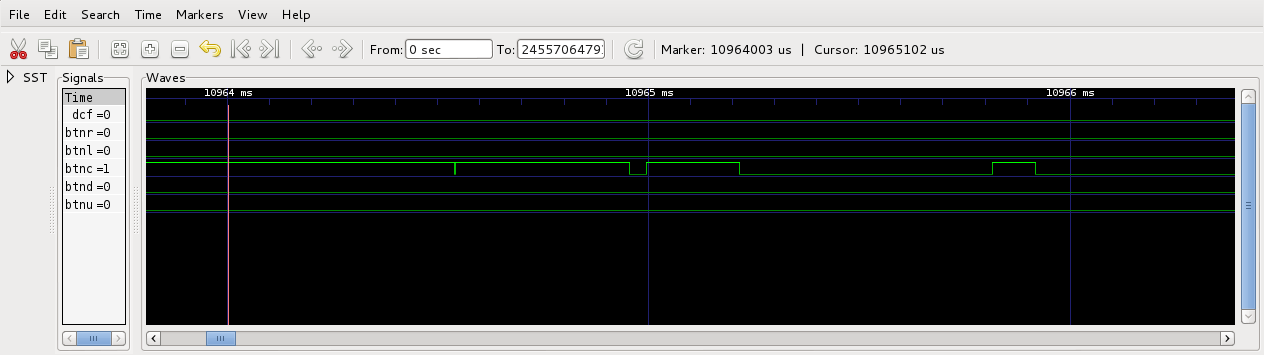 File Edit Search Time Markers View Help
From: 0 sec To: 24557064793 Marker: 10964003 us | Cursor: 10965102 us
SST Signals Waves
Time 10964 ms 10965 ms 10966 ms
dcf =0
btnr =0
btnl =0
btnc =1
btnd =0
btnu =0